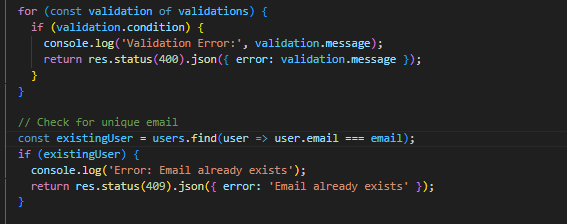 for (const validation of validations) {
  if (validation.condition) {
    console.log('Validation Error:', validation.message);
    return res.status(400).json({ error: validation.message });
  }
}

// Check for unique email
const existingUser = users.find(user => user.email === email);
if (existingUser) {
  console.log('Error: Email already exists');
  return res.status(409).json({ error: 'Email already exists' });
}